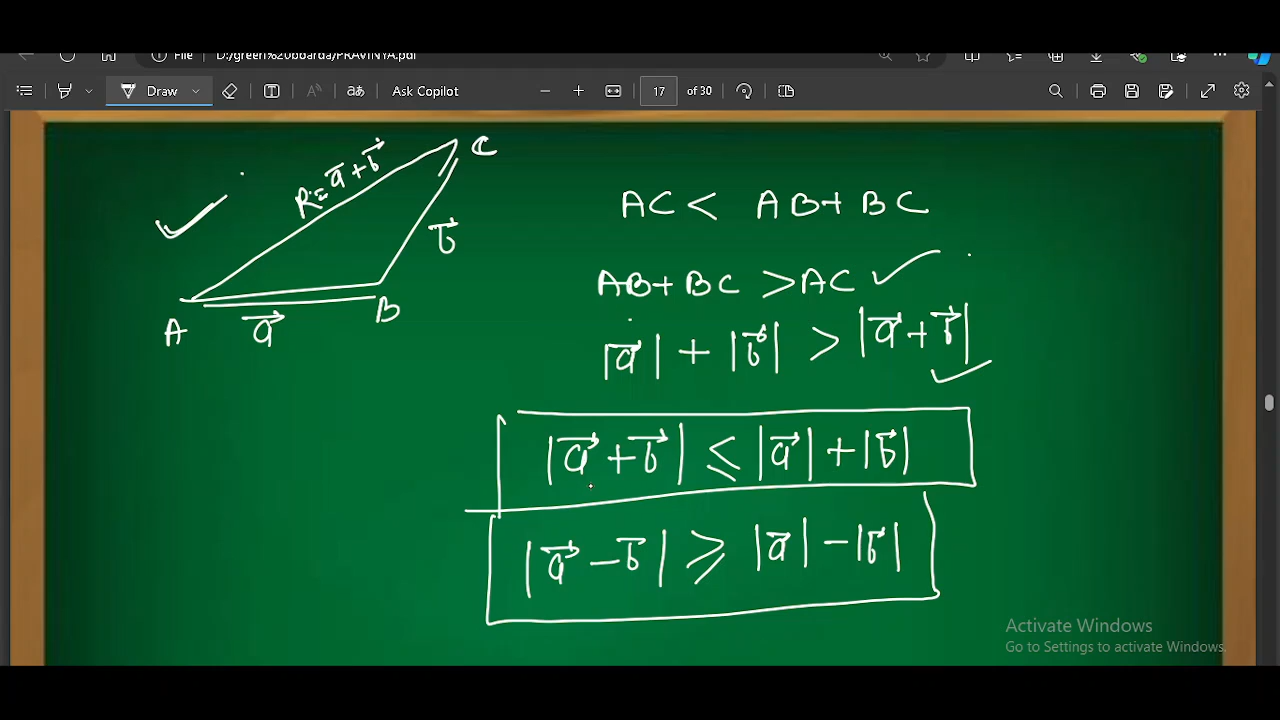 File D:/green%20boarda/PRAVINYA.pdf
Draw Ask Copilot 17 of 30
R = a⃗ + b⃗
C
b⃗
A a⃗ B
AC < AB + BC
AB + BC > AC ✓
|a⃗| + |b⃗| > |a⃗ + b⃗|
|a⃗ + b⃗| ⩽ |a⃗| + |b⃗|
|a⃗ - b⃗| ⩾ |a⃗| - |b⃗|
Activate Windows
Go to Settings to activate Windows.